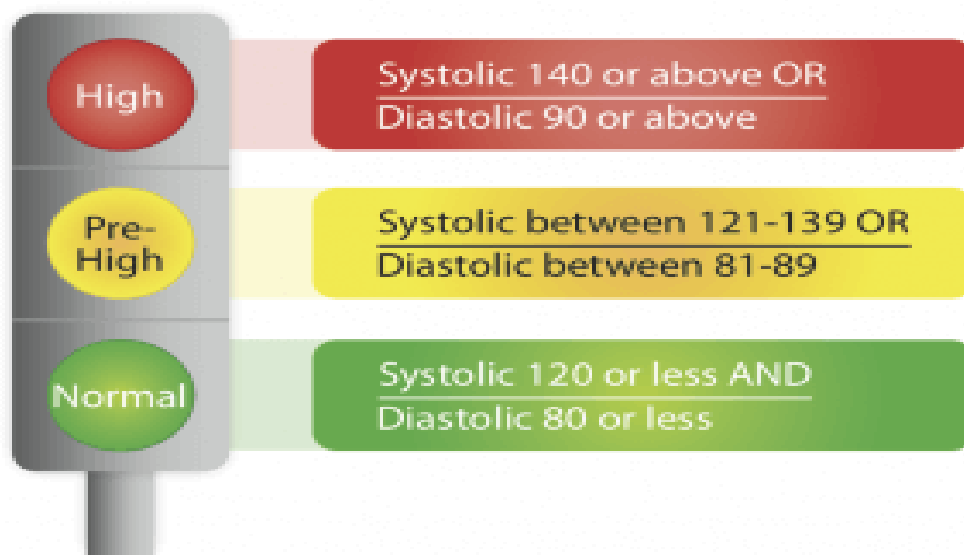 High
Systolic 140 or above OR
Diastolic 90 or above
Pre-
High
Systolic between 121-139 OR
Diastolic between 81-89
Normal
Systolic 120 or less AND
Diastolic 80 or less